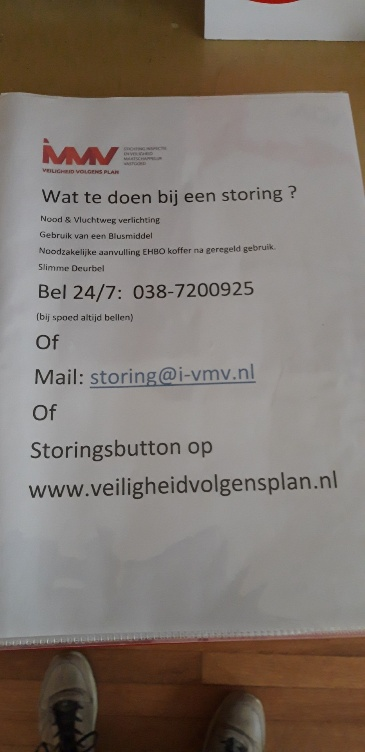 iVMV
VEILIGHEID VOLGENS PLAN
Wat te doen bij een storing ?
Nood & Vluchtweg verlichting
Gebruik van een Blusmiddel
Noodzakelijke aanvulling EHBO koffer na geregeld gebruik.
Slimme Deurbel
Bel 24/7: 038-7200925
(bij spoed altijd bellen)
Of
Mail: storing@i-vmv.nl
Of
Storingsbutton op
www.veiligheidvolgensplan.nl